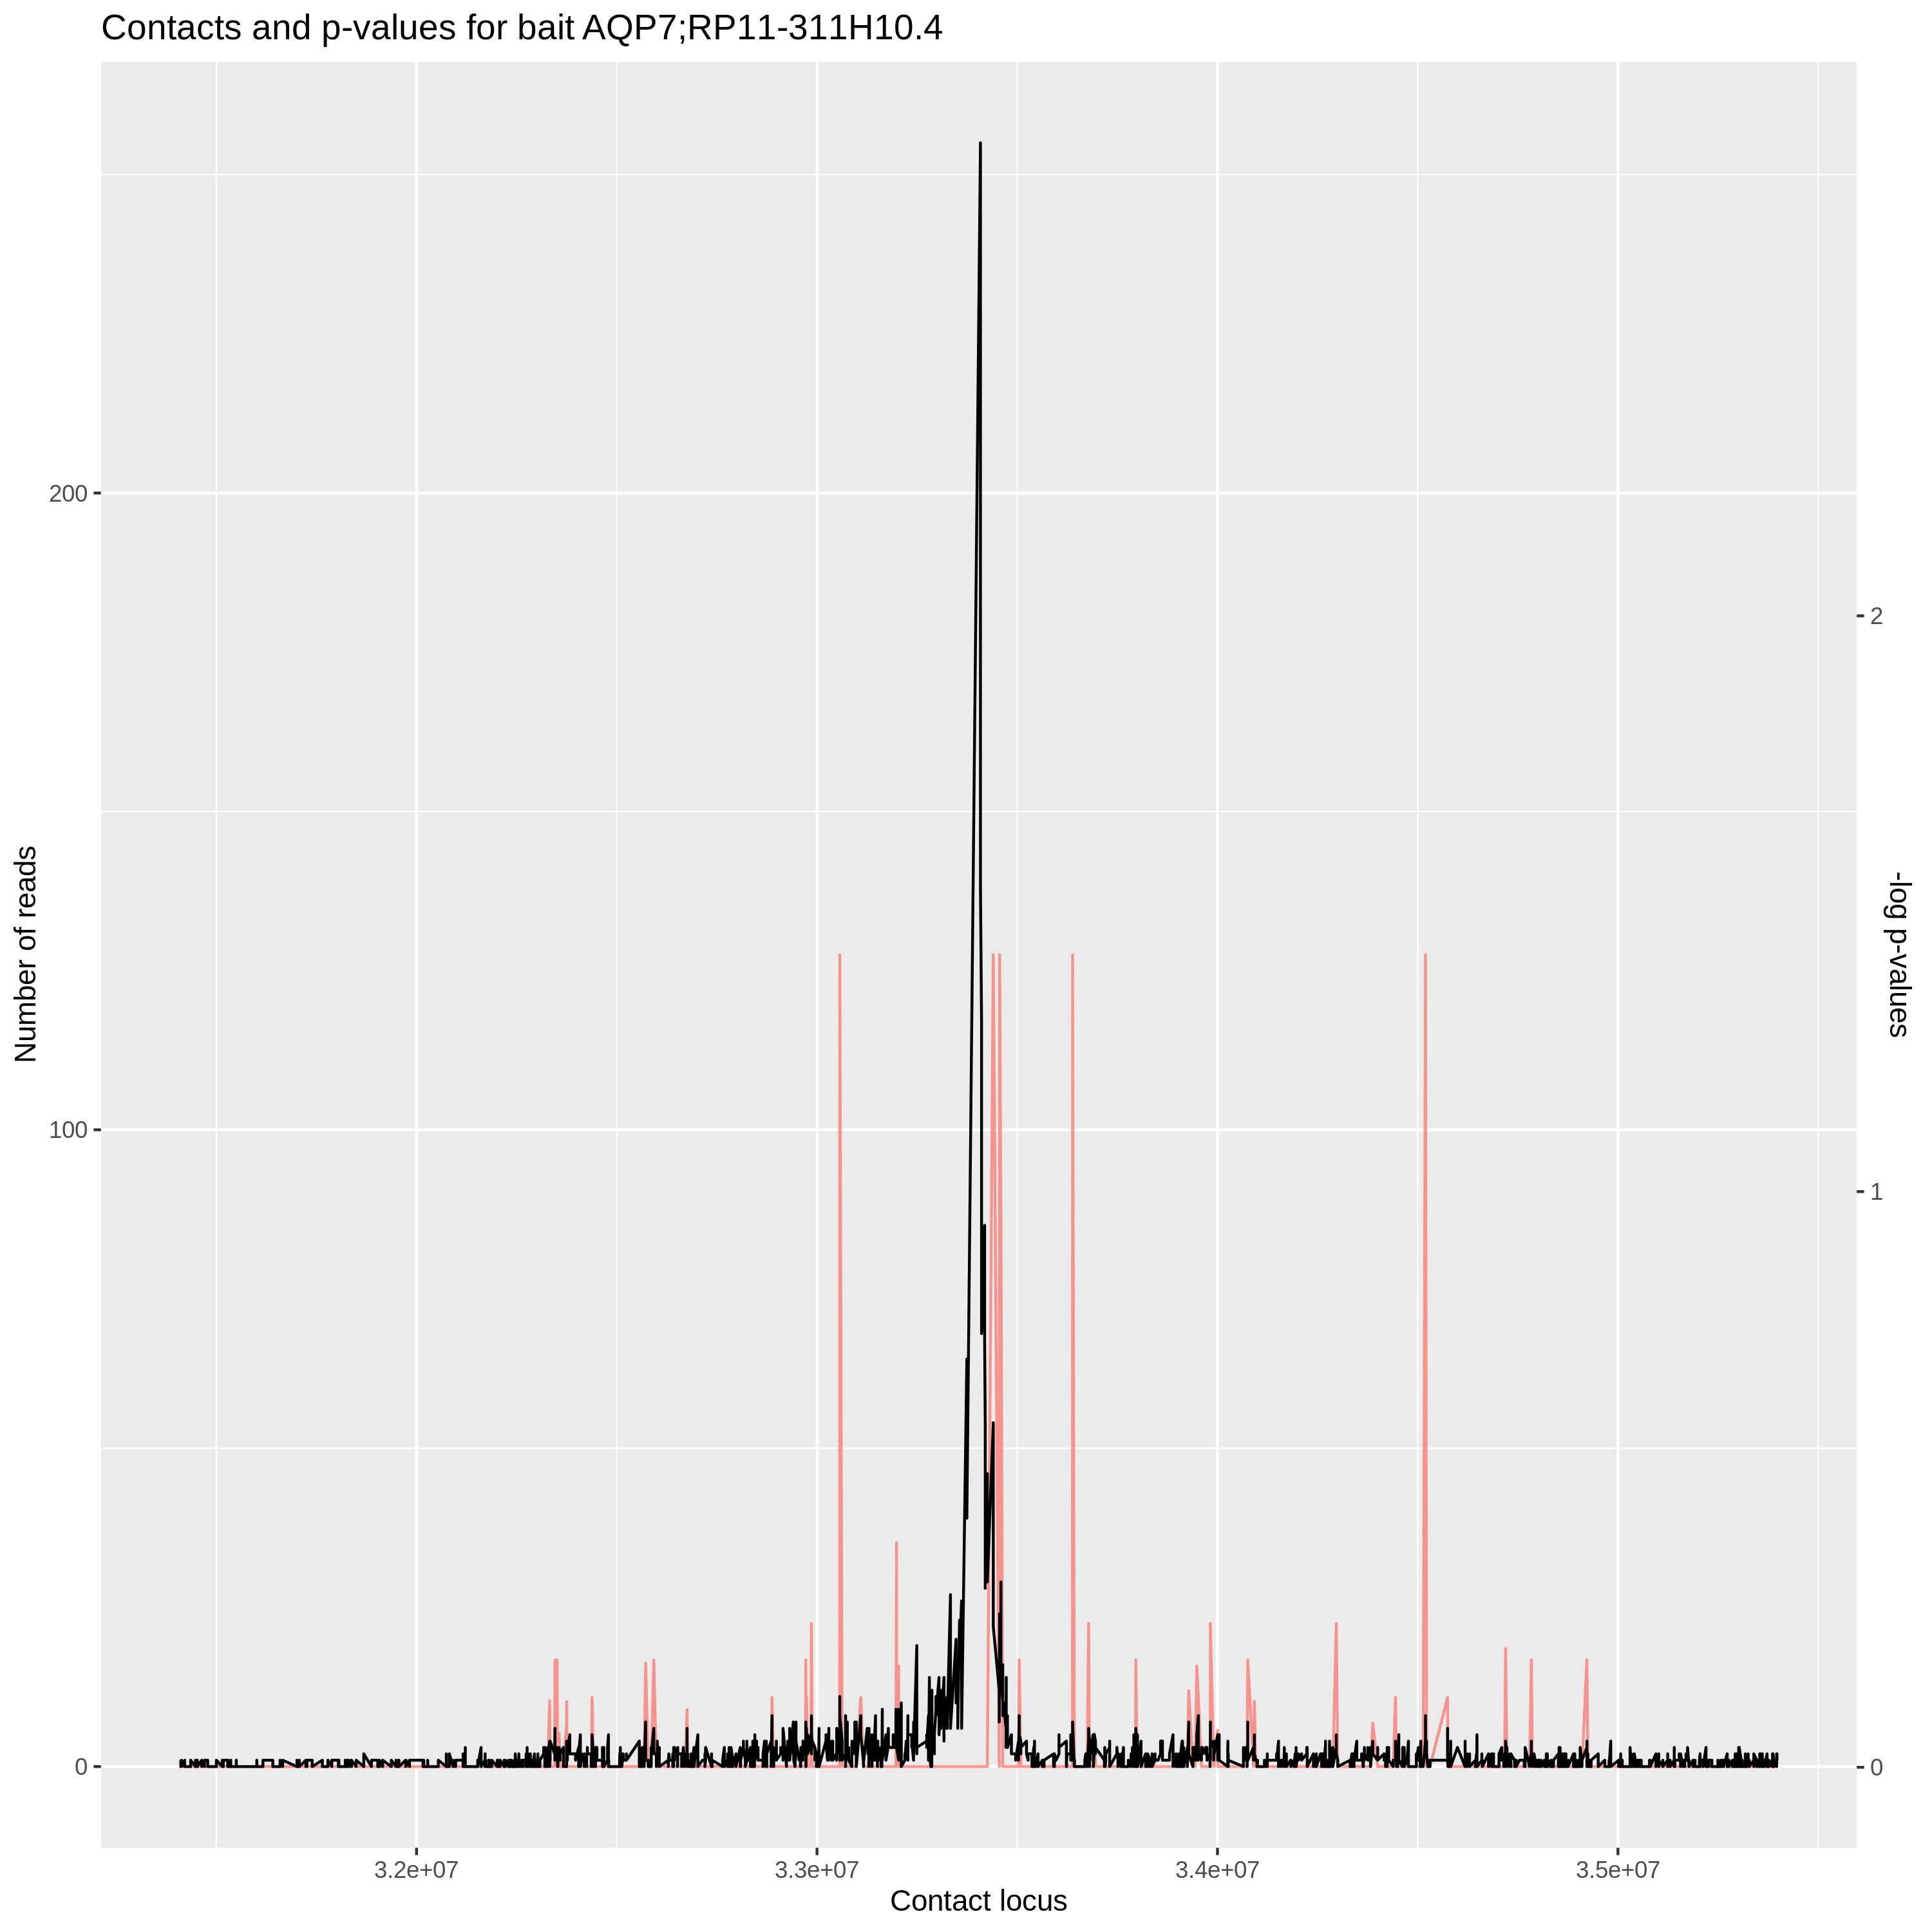 Contacts and p-values for bait AQP7;RP11-311H10.4
Number of reads
200
100
0
2
1
0
-log p-values
3.2e+07
3.3e+07
3.4e+07
3.5e+07
Contact locus